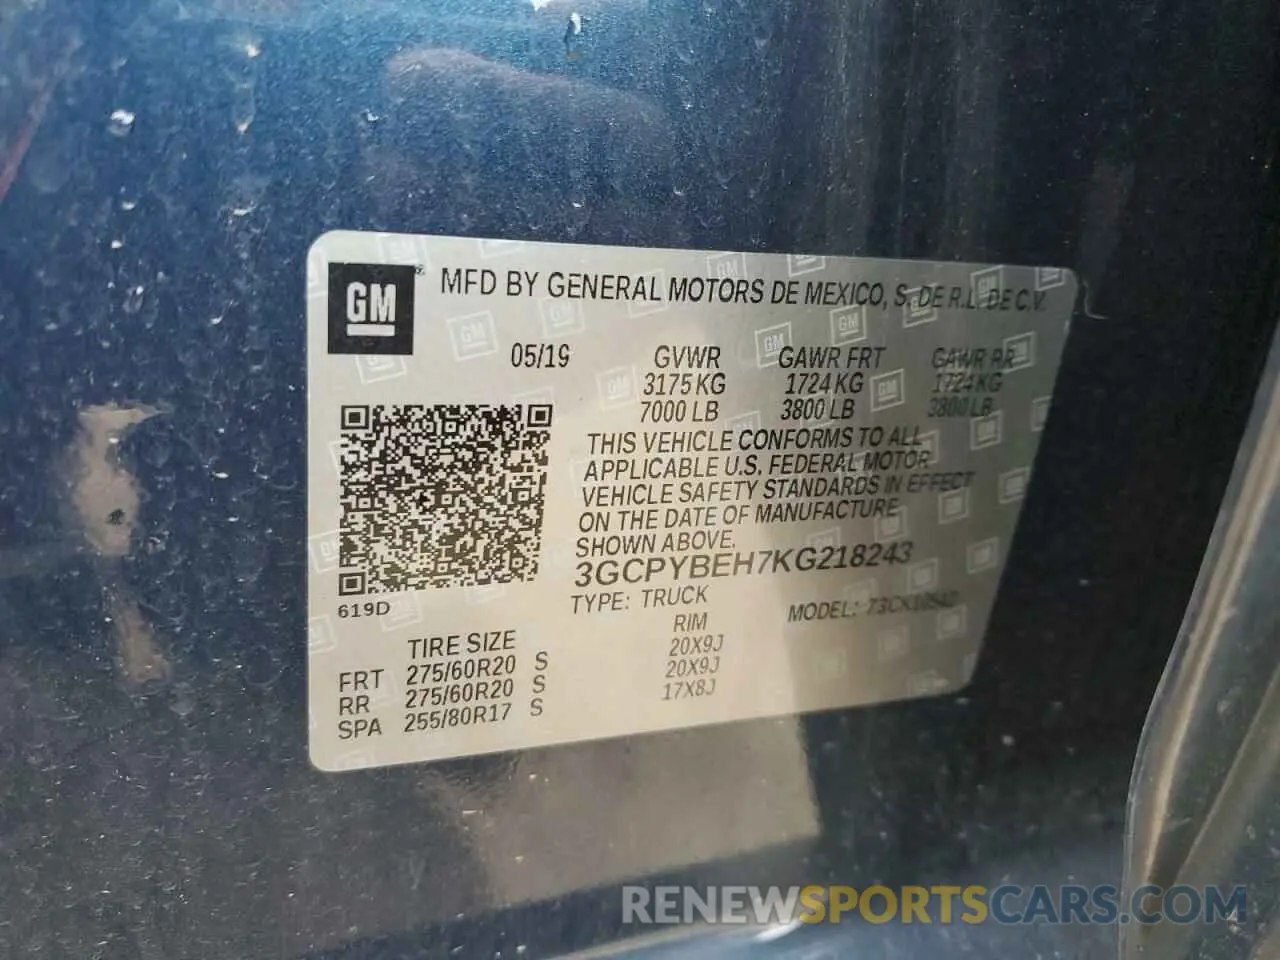 GM
MFD BY GENERAL MOTORS DE MEXICO, S. DE R.L. DE C.V.
05/19 GVWR GAWR FRT GAWR RR
3175 KG 1724 KG 1724 KG
7000 LB 3800 LB 3800 LB
THIS VEHICLE CONFORMS TO ALL
APPLICABLE U.S. FEDERAL MOTOR
VEHICLE SAFETY STANDARDS IN EFFECT
ON THE DATE OF MANUFACTURE
SHOWN ABOVE.
3GCPYBEH7KG218243
619D
TYPE: TRUCK MODEL:
TIRE SIZE RIM
FRT 275/60R20 S 20X9J
RR 275/60R20 S 20X9J
SPA 255/80R17 S 17X8J
RENEWSPORTSCARS.COM